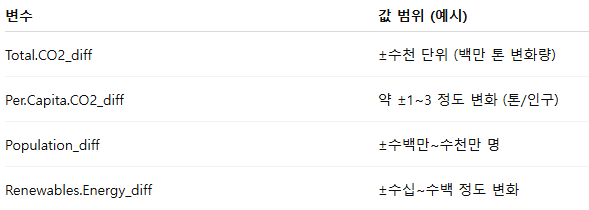 변수 값 범위 (예시)
Total.CO2_diff ±수천 단위 (백만 톤 변화량)
Per.Capita.CO2_diff 약 ±1~3 정도 변화 (톤/인구)
Population_diff ±수백만~수천만 명
Renewables.Energy_diff ±수십~수백 정도 변화